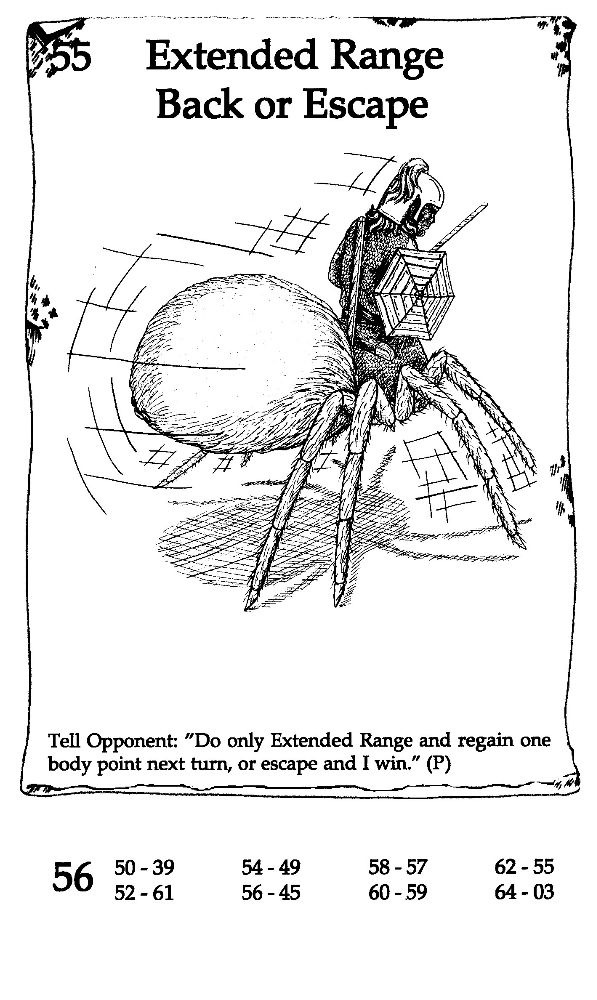 55 Extended Range
Back or Escape
Tell Opponent: "Do only Extended Range and regain one
body point next turn, or escape and I win." (P)
56 50 - 39 54 - 49 58 - 57 62 - 55
52 - 61 56 - 45 60 - 59 64 - 03